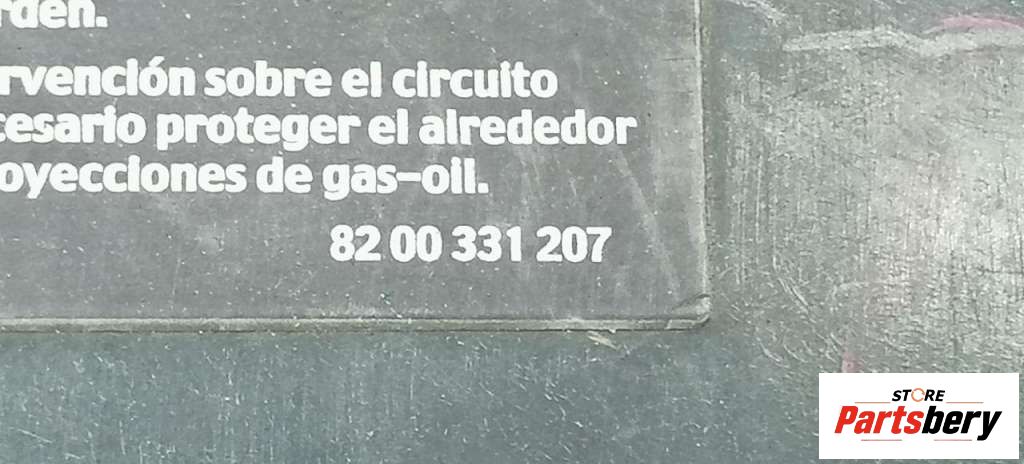 rden.
rvención sobre el circuito
cesario proteger el alrededor
oyecciones de gas-oil.
82 00 331 207
STORE
Partsbery